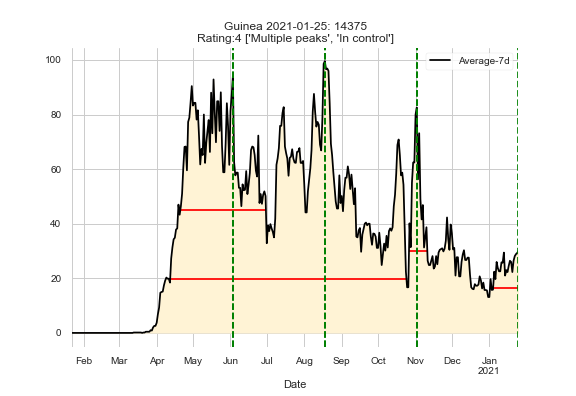 Guinea 2021-01-25: 14375
Rating:4 ['Multiple peaks', 'In control']
Average-7d
100
80
60
40
20
0
Feb Mar Apr May Jun Jul Aug Sep Oct Nov Dec Jan
2021
Date